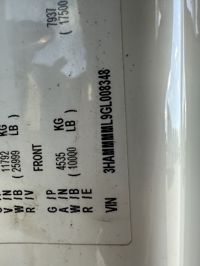 V /N 11792 KG
W /B ( 25999 LB )
R /V
FRONT
G /P
A /N 4535 KG 7937
W /B ( 10000 LB ) ( 17500
R /E
VIN 3HAMMMML9GL008348